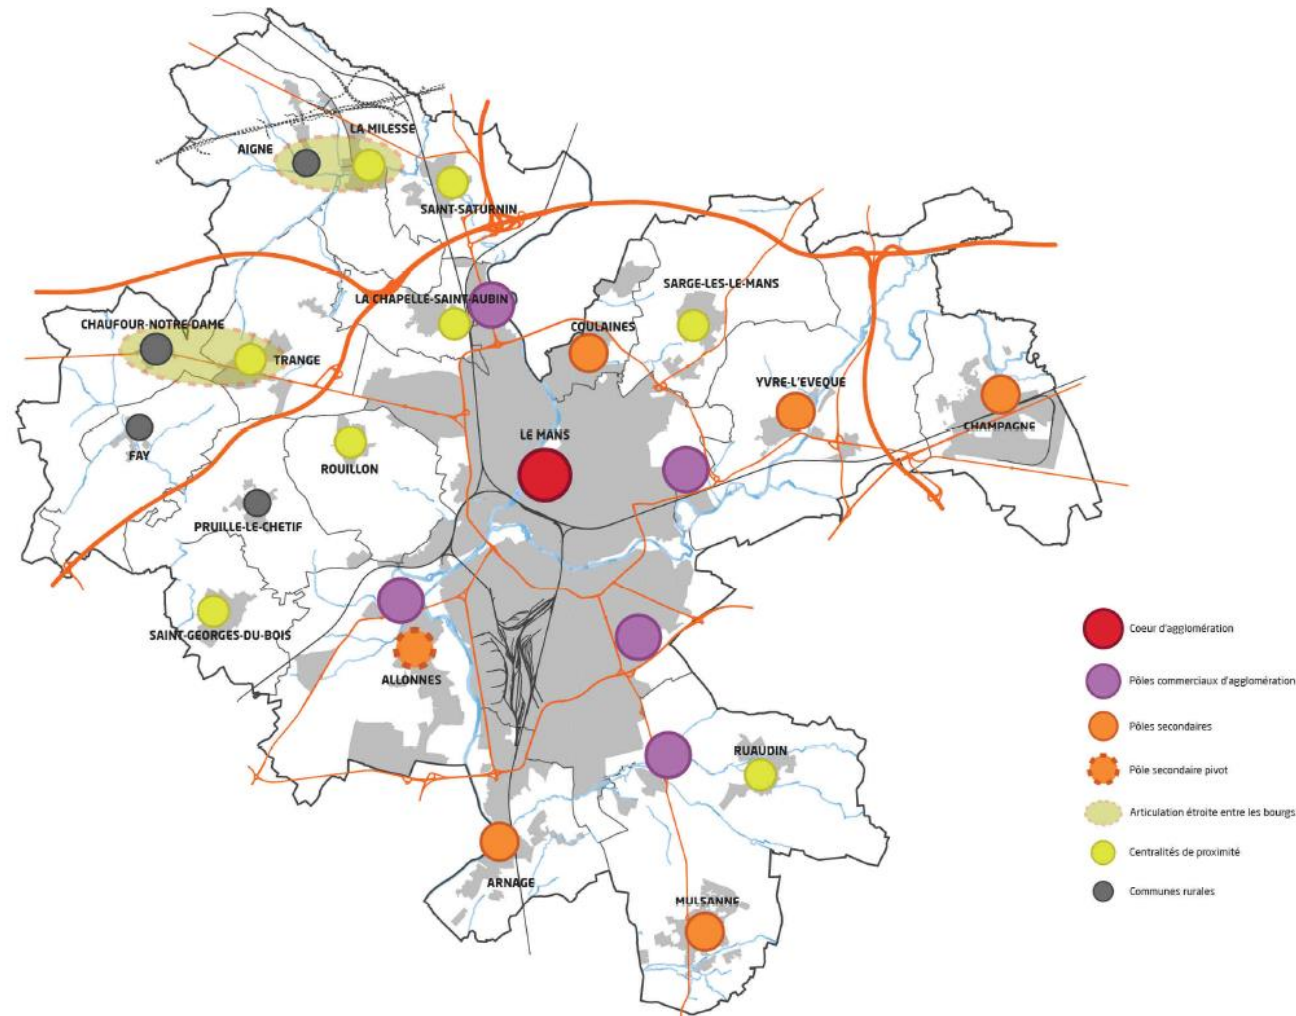 LA MILESSE
AIGNE
SAINT-SATURNIN
SARGE-LES-LE-MANS
LA CHAPELLE-SAINT-AUBIN
CHAUFOUR-NOTRE-DAME
COULAINES
TRANGE
YVRE-L'EVEQUE
CHAMPAGNE
LE MANS
FAY
ROUILLON
PRUILLE-LE-CHETIF
SAINT-GEORGES-DU-BOIS
ALLONNES
RUAUDIN
ARNAGE
MULSANNE
Coeur d'agglomération
Pôles commerciaux d'agglomération
Pôles secondaires
Pôle secondaire pivot
Articulation étroite entre les bourgs
Centralités de proximité
Communes rurales